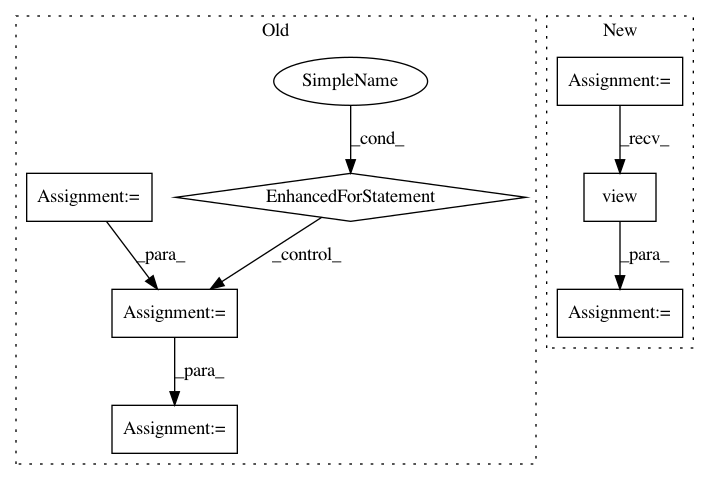 Old
New
SimpleName
Assignment:=
_cond_
_recv_
Assignment:=
EnhancedForStatement
view
_para_
_control_
_para_
Assignment:=
Assignment:=
_para_
Assignment:=